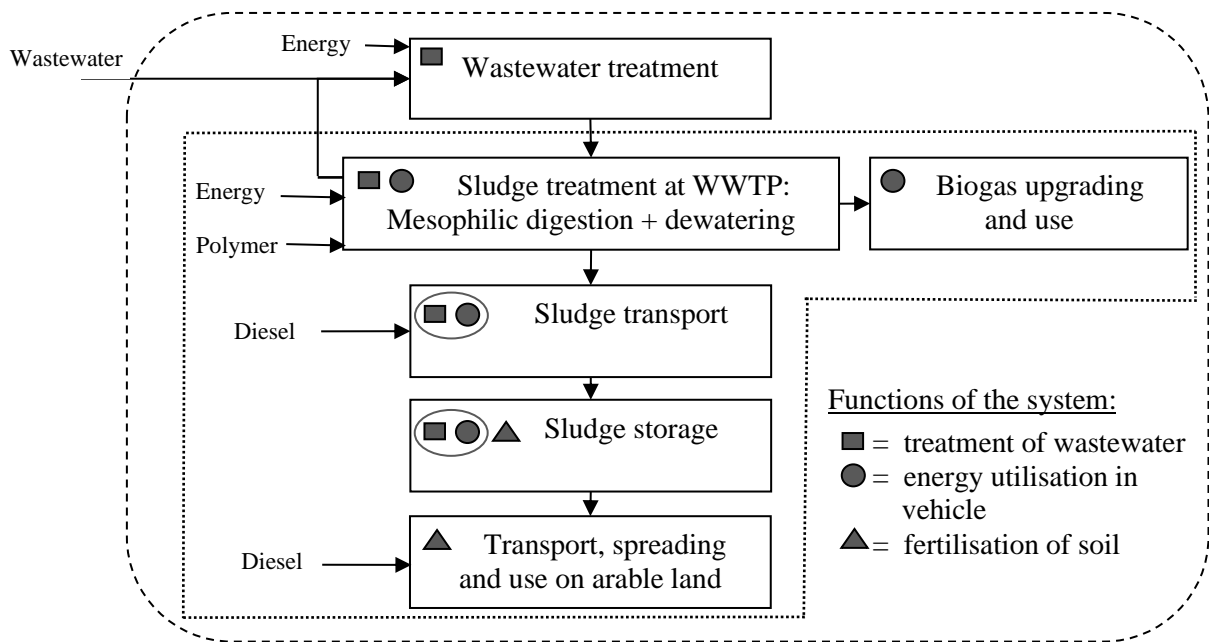 Energy
Wastewater
Wastewater treatment
Sludge treatment at WWTP:
Mesophilic digestion + dewatering
Energy
Polymer
Biogas upgrading
and use
Sludge transport
Diesel
Sludge storage
Transport, spreading
and use on arable land
Diesel
Functions of the system:
= treatment of wastewater
= energy utilisation in
vehicle
= fertilisation of soil